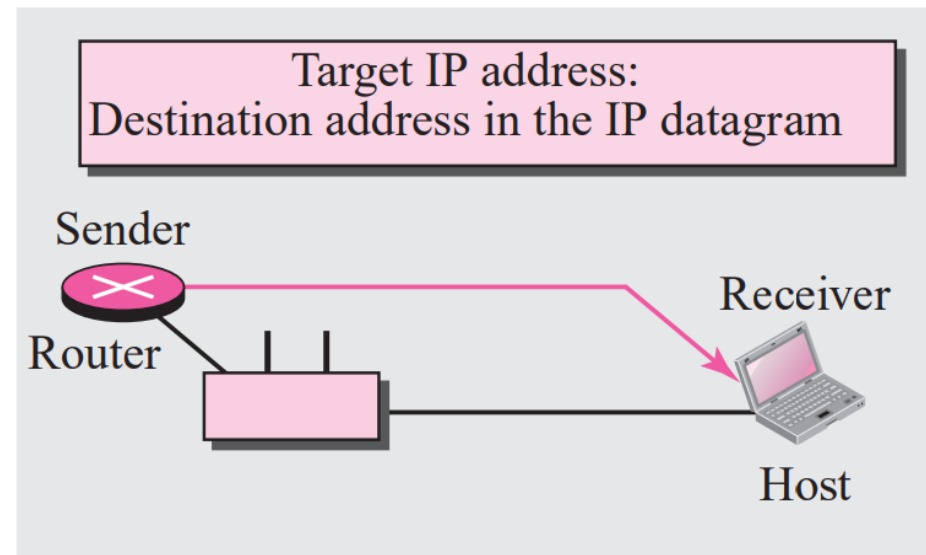 Target IP address:
Destination address in the IP datagram
Sender
Router
Receiver
Host